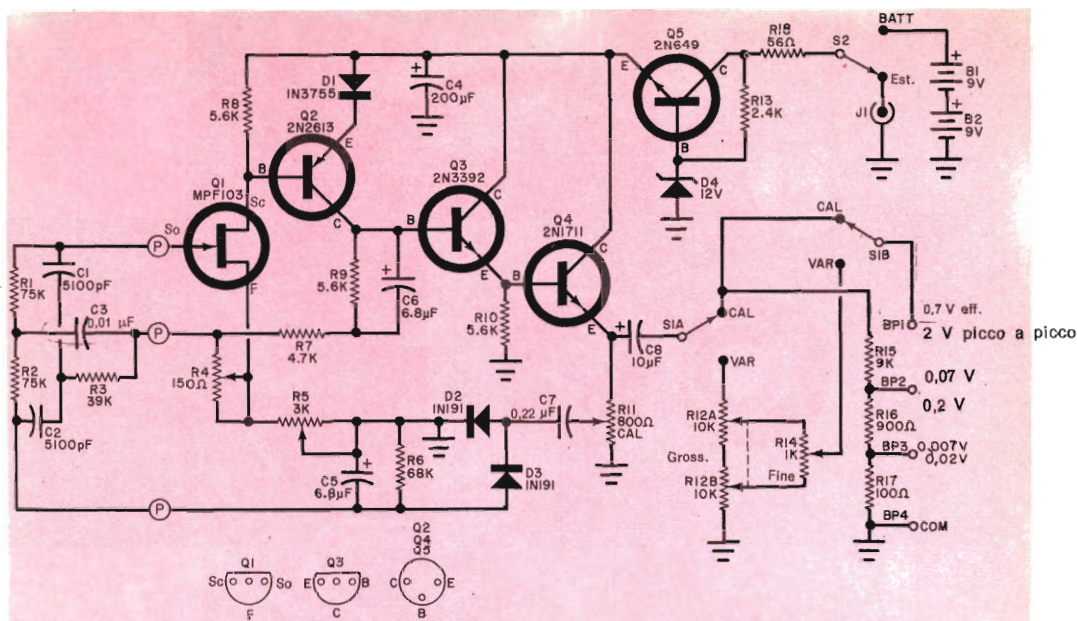 BATT
Q5
2N649
R18
56Ω
S2
E
C
B
Est.
J1
B1
9V
B2
9V
R13
2.4K
D4
12V
D1
1N3755
+
C4
200µF
R8
5.6K
Q2
2N2613
E
B
C
Q1
MPF103
Sc
So
F
P
Q3
2N3392
B
C
E
Q4
2N1711
B
C
E
R1
75K
C1
5100pF
C3
0,01 µF
P
R2
75K
R3
39K
C2
5100pF
R9
5.6K
+
C6
6.8µF
R7
4.7K
R10
5.6K
R4
150Ω
R5
3K
+
C5
6.8µF
R6
68K
D2
1N191
D3
1N191
C7
0,22 µF
R11
800Ω
CAL
+
C8
10µF
S1A
CAL
VAR
CAL
S1B
VAR
R12A
10K
Gross.
R12B
10K
R14
1K
Fine
BP1
0,7 V eff.
2 V picco a picco
R15
9K
BP2
0,07 V
0,2 V
R16
900Ω
BP3
0.007V
0,02V
R17
100Ω
BP4
COM
P
Q1
Sc
So
F
Q3
E
B
C
Q2
Q4
Q5
C
E
B